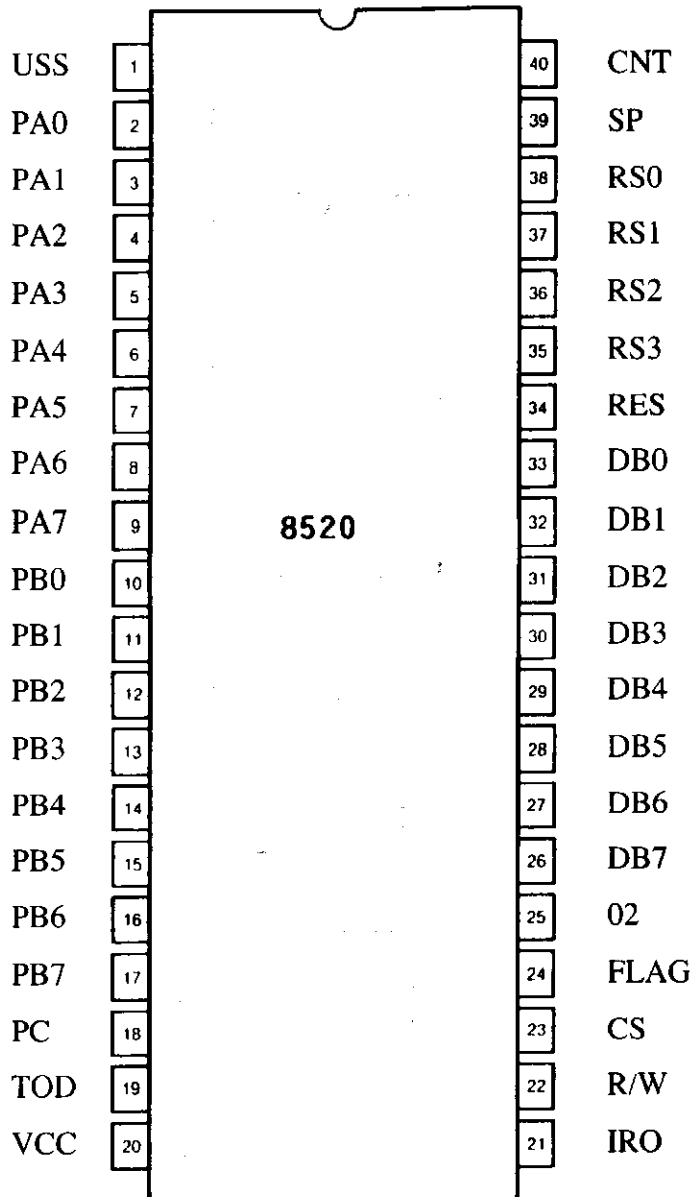 USS 1 40 CNT
PA0 2 39 SP
PA1 3 38 RS0
PA2 4 37 RS1
PA3 5 36 RS2
PA4 6 35 RS3
PA5 7 34 RES
PA6 8 33 DB0
PA7 9 8520 32 DB1
PB0 10 31 DB2
PB1 11 30 DB3
PB2 12 29 DB4
PB3 13 28 DB5
PB4 14 27 DB6
PB5 15 26 DB7
PB6 16 25 02
PB7 17 24 FLAG
PC 18 23 CS
TOD 19 22 R/W
VCC 20 21 IRO